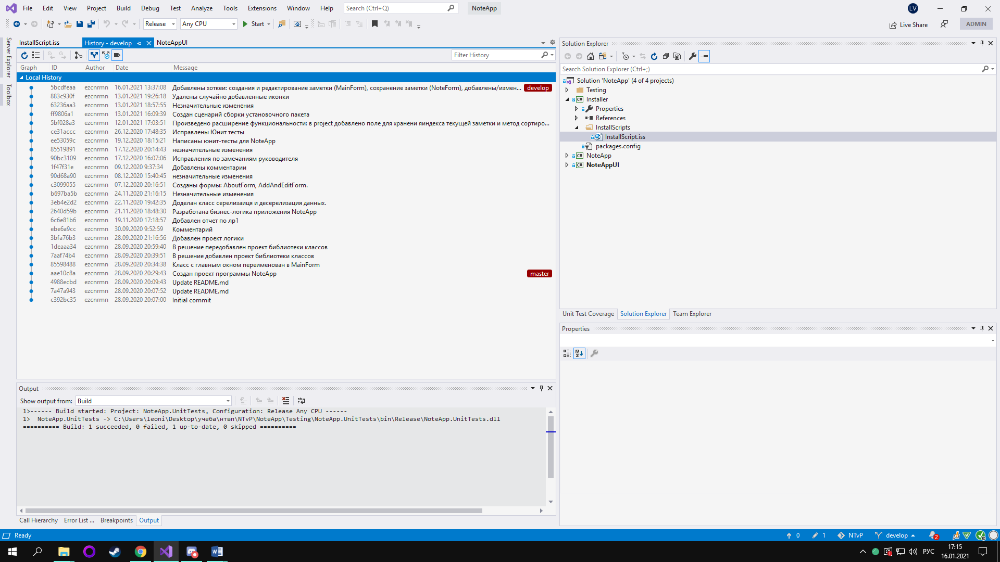 File Edit View Project Build Debug Test Analyze Tools Extensions Window Help Search (Ctrl+Q) NoteApp LV
Release Any CPU Start Live Share ADMIN
Server Explorer
Toolbox
InstallScript.iss History - develop NoteAppUI
Filter History
Graph ID Author Date Message
Local History
5bcdfeaa ezcnrmn 16.01.2021 13:37:08 Добавлены хоткеи: создания и редактирование заметки (MainForm), сохранение заметки (NoteForm), добавлены/измен... develop
883c930f ezcnrmn 13.01.2021 19:26:18 Удалены случайно добавленные иконки
63236aa3 ezcnrmn 13.01.2021 18:57:55 Незначительные изменения
ff9806a1 ezcnrmn 13.01.2021 16:09:39 Создан сценарий сборки установочного пакета
5bf028a3 ezcnrmn 12.01.2021 17:03:51 Произведено расширение функциональности: в project добавлено поле для хранени яиндекса текущей заметки и метод сортиро...
ce31accc ezcnrmn 26.12.2020 17:48:35 Исправлены Юнит тесты
ee53059c ezcnrmn 19.12.2020 18:15:21 Написаны юнит-тесты для NoteApp
85519891 ezcnrmn 17.12.2020 20:14:43 незначительные изменения
90bc3109 ezcnrmn 17.12.2020 16:07:06 Исправления по замечаниям руководителя
1f47f31e ezcnrmn 09.12.2020 9:37:34 Добавлены комментарии
90d68a90 ezcnrmn 08.12.2020 15:40:45 незначительные изменения
c3099055 ezcnrmn 07.12.2020 20:16:51 Созданы формы: AboutForm, AddAndEditForm.
b697ba5b ezcnrmn 24.11.2020 21:16:15 Незначительные изменения
3eb4e2d2 ezcnrmn 22.11.2020 19:42:35 Доделан класс серелизаиця и десерелизация данных.
2640d59b ezcnrmn 21.11.2020 18:48:30 Разработана бизнес-логика приложения NoteApp
6c6e81b6 ezcnrmn 19.11.2020 17:18:57 Добавлен отчет по лр1
ebe6a9cc ezcnrmn 30.09.2020 9:52:59 Комментарий
3bfa76b3 ezcnrmn 28.09.2020 21:16:56 Добавлен проект логики
1deaaa34 ezcnrmn 28.09.2020 20:59:40 В решение передобавлен проект библиотеки классов
7aaf74b4 ezcnrmn 28.09.2020 20:39:51 В решение добавлен проект библиотеки классов
85598488 ezcnrmn 28.09.2020 20:34:38 Класс с главным окном переименован в MainForm
aae10c8a ezcnrmn 28.09.2020 20:29:43 Создан проект программы NoteApp master
4988ecbd ezcnrmn 28.09.2020 20:09:43 Update README.md
7a47a943 ezcnrmn 28.09.2020 20:07:52 Update README.md
c392bc35 ezcnrmn 28.09.2020 20:07:00 Initial commit
Output
Show output from: Build
1>------ Build started: Project: NoteApp.UnitTests, Configuration: Release Any CPU ------
1>  NoteApp.UnitTests -> C:\Users\leoni\Desktop\учеба\нтвп\NTvP\NoteApp\Testing\NoteApp.UnitTests\bin\Release\NoteApp.UnitTests.dll
========== Build: 1 succeeded, 0 failed, 1 up-to-date, 0 skipped ==========
Call Hierarchy Error List ... Breakpoints Output
Solution Explorer
Search Solution Explorer (Ctrl+;)
Solution 'NoteApp' (4 of 4 projects)
Testing
C# Installer
Properties
References
InstallScripts
InstallScript.iss
packages.config
C# NoteApp
C# NoteAppUI
Unit Test Coverage Solution Explorer Team Explorer
Properties
Ready 0 1 NTvP develop 2
РУС 17:15
16.01.2021